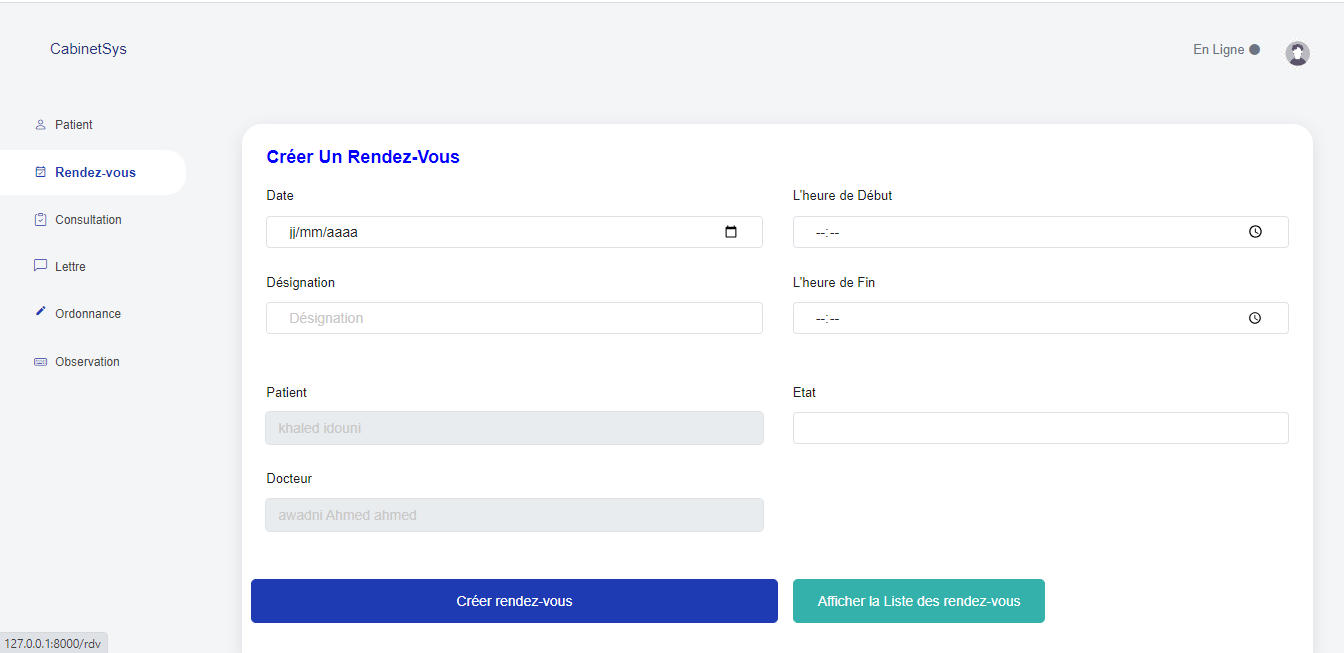 CabinetSys
En Ligne
Patient
Rendez-vous
Consultation
Lettre
Ordonnance
Observation
Créer Un Rendez-Vous
Date
jj/mm/aaaa
L'heure de Début
--:--
Désignation
Désignation
L'heure de Fin
--:--
Patient
khaled idouni
Etat
Docteur
awadni Ahmed ahmed
Créer rendez-vous
Afficher la Liste des rendez-vous
127.0.0.1:8000/rdv